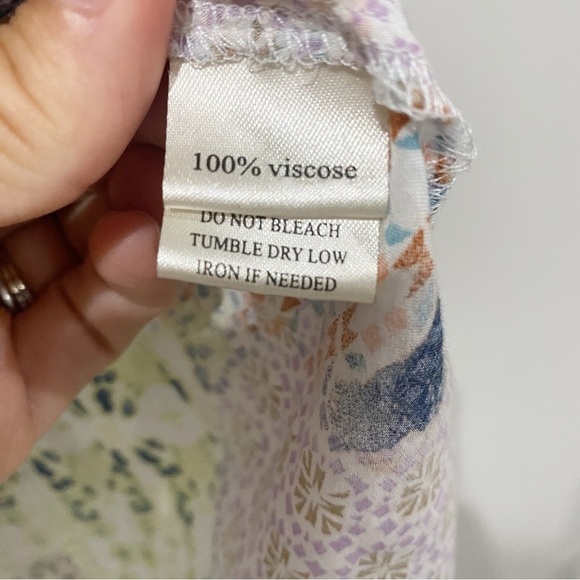 100% viscose
DO NOT BLEACH
TUMBLE DRY LOW
IRON IF NEEDED